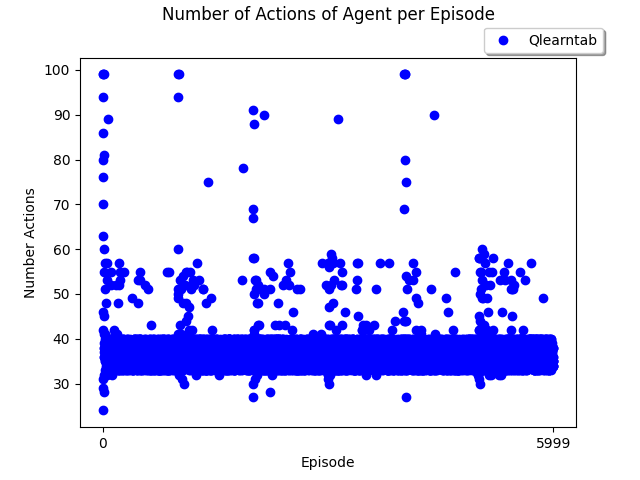 Number of Actions of Agent per Episode
Qlearntab
100
90
80
70
60
50
40
30
Number Actions
0
5999
Episode